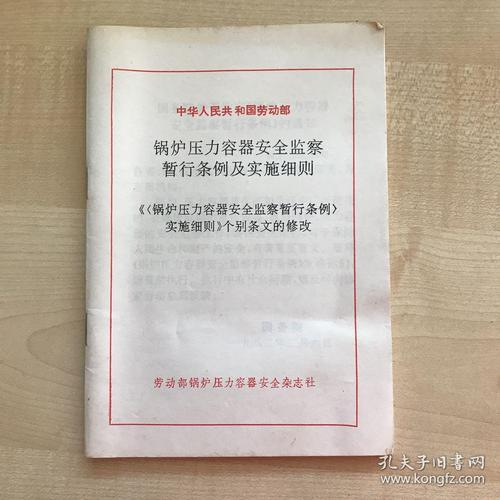 中华人民共和国劳动部
锅炉压力容器安全监察
暂行条例及实施细则
《〈锅炉压力容器安全监察暂行条例〉
实施细则》个别条文的修改
劳动部锅炉压力容器安全杂志社
孔夫子旧书网
www.kongfz.com